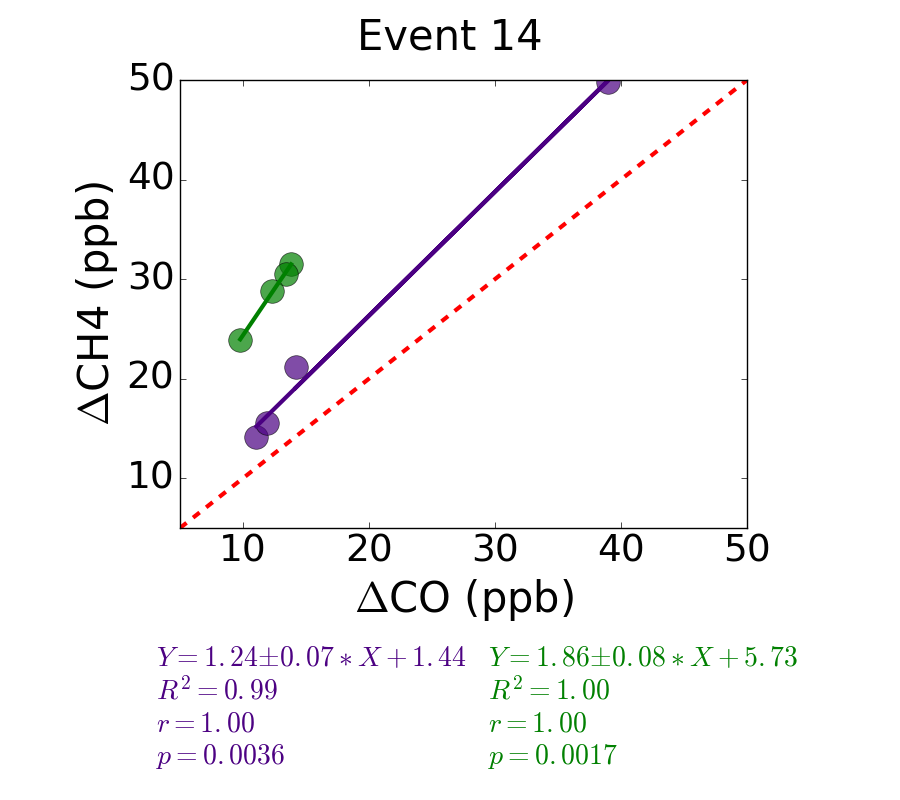 Event 14
50
40
30
20
10
ΔCH4 (ppb)
10 20 30 40 50
ΔCO (ppb)
Y = 1.24±0.07 ∗ X + 1.44
R² = 0.99
r = 1.00
p = 0.0036
Y = 1.86±0.08 ∗ X + 5.73
R² = 1.00
r = 1.00
p = 0.0017